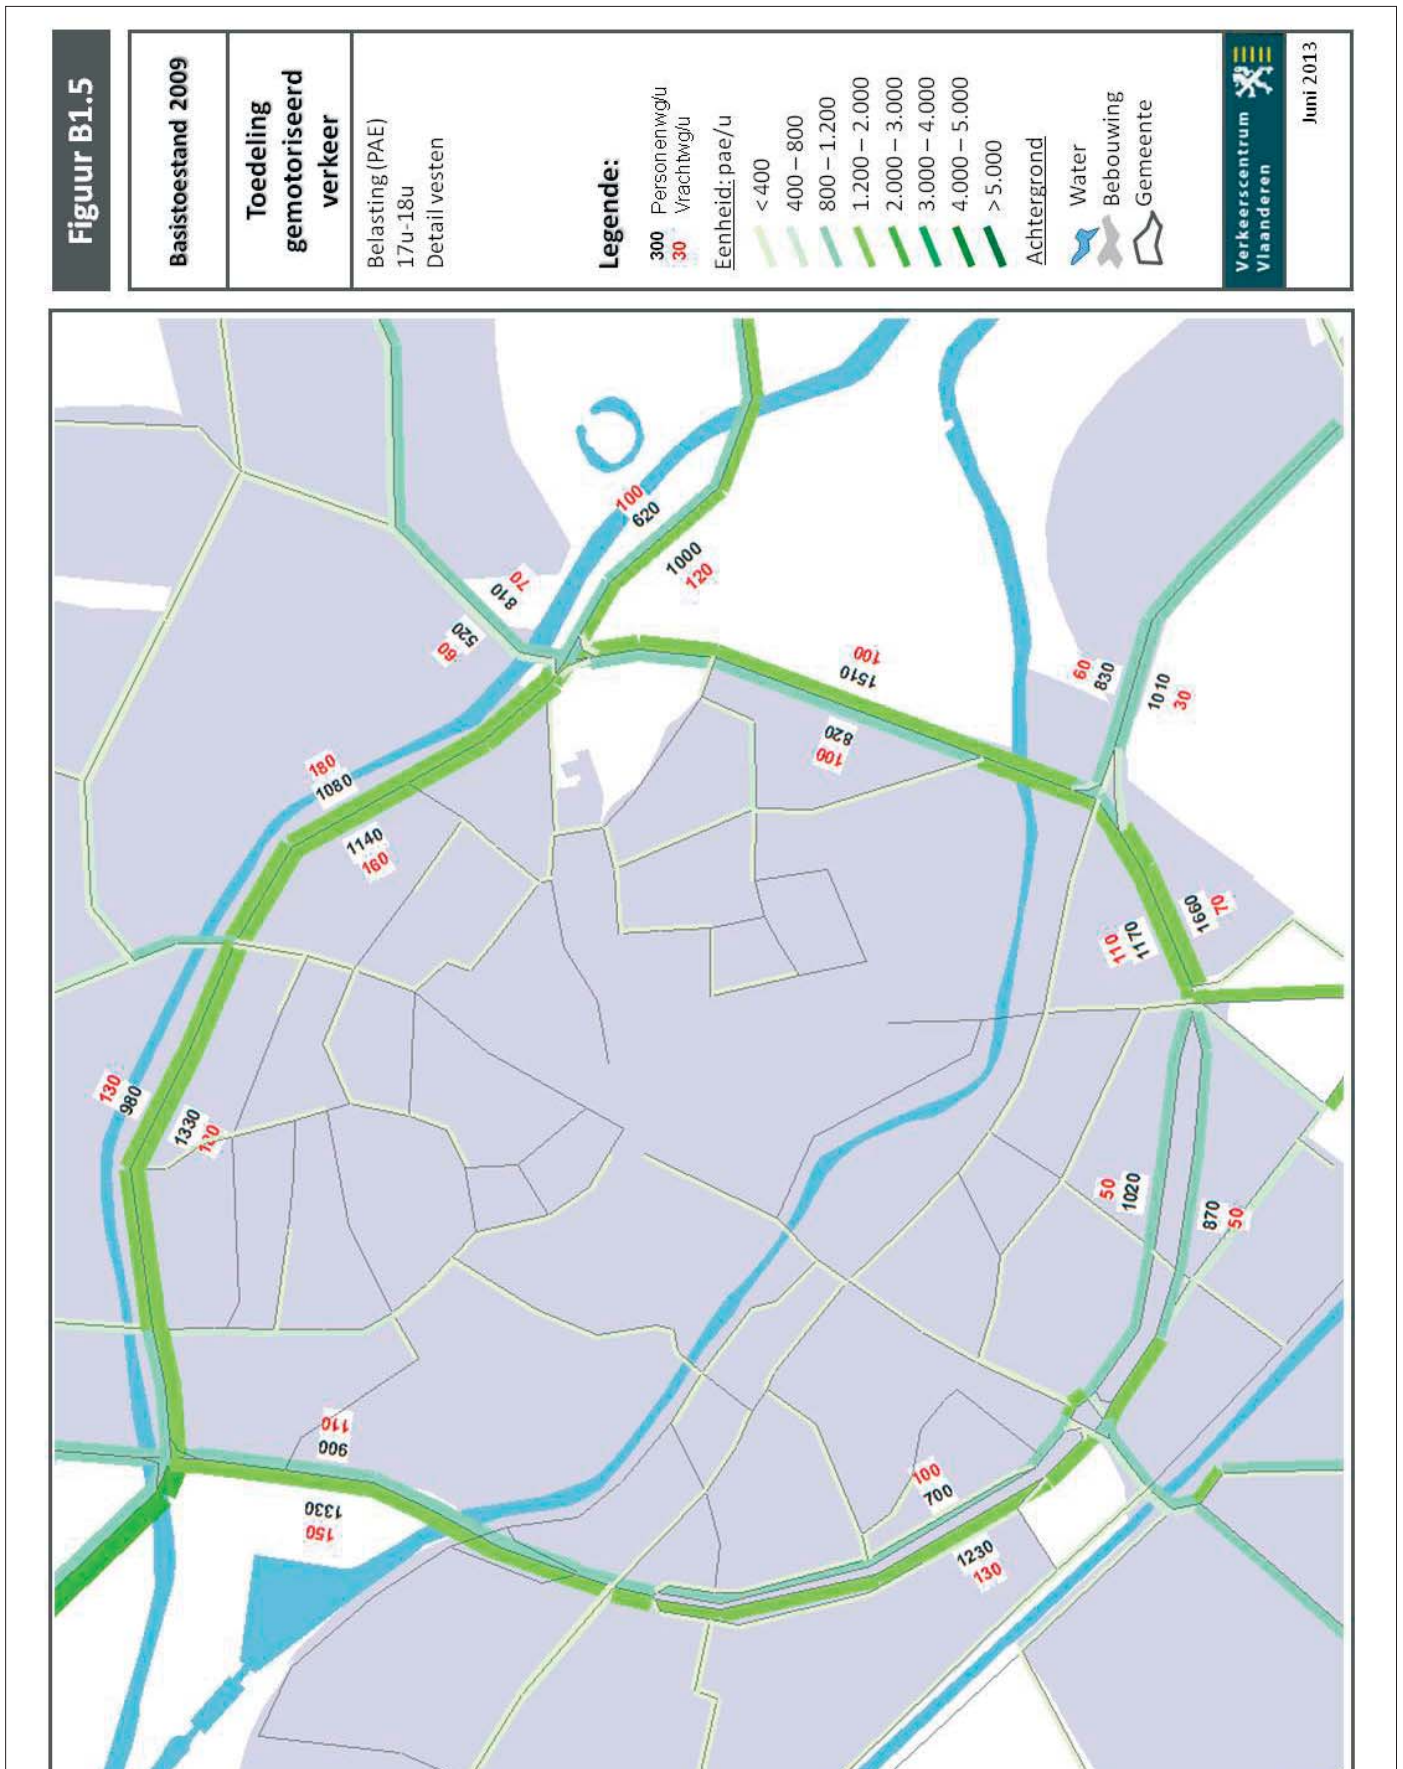 Figuur B1.5
Basistoestand 2009
Toedeling
gemotoriseerd
verkeer
Belasting (PAE)
17u-18u
Detail vesten
Legende:
300 Personenwg/u
30 Vrachtwg/u
Eenheid: pae/u
< 400
400 – 800
800 – 1.200
1.200 – 2.000
2.000 – 3.000
3.000 – 4.000
4.000 – 5.000
> 5.000
Achtergrond
Water
Bebouwing
Gemeente
Verkeerscentrum
Vlaanderen
Juni 2013
100
620
1000
120
70
810
520
60
180
1080
1140
160
100
1510
820
100
60
830
1010
30
110
1170
1660
70
130
980
1330
50
1020
870
50
110
900
1330
150
100
700
1230
130